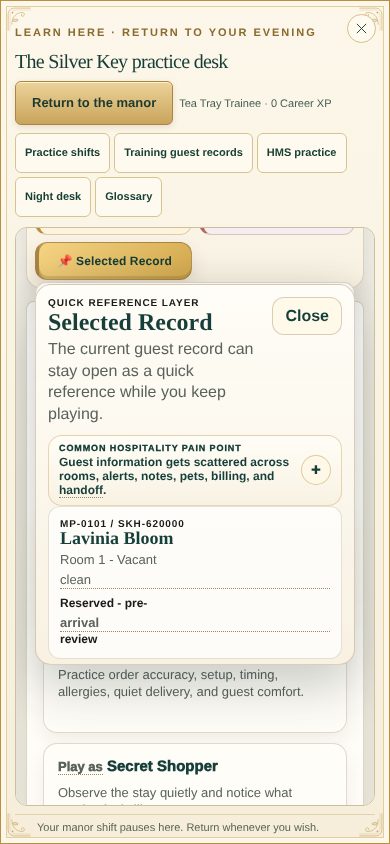 LEARN HERE · RETURN TO YOUR EVENING
The Silver Key practice desk
Return to the manor
Tea Tray Trainee · 0 Career XP
Practice shifts
Training guest records
HMS practice
Night desk
Glossary
📌 Selected Record
QUICK REFERENCE LAYER
Selected Record
Close
The current guest record can
stay open as a quick
reference while you keep
playing.
COMMON HOSPITALITY PAIN POINT
Guest information gets scattered across
rooms, alerts, notes, pets, billing, and
handoff.
+
MP-0101 / SKH-620000
Lavinia Bloom
Room 1 - Vacant
clean
Reserved - pre-
arrival
review
Practice order accuracy, setup, timing,
allergies, quiet delivery, and guest comfort.
Play as Secret Shopper
Observe the stay quietly and notice what
Your manor shift pauses here. Return whenever you wish.